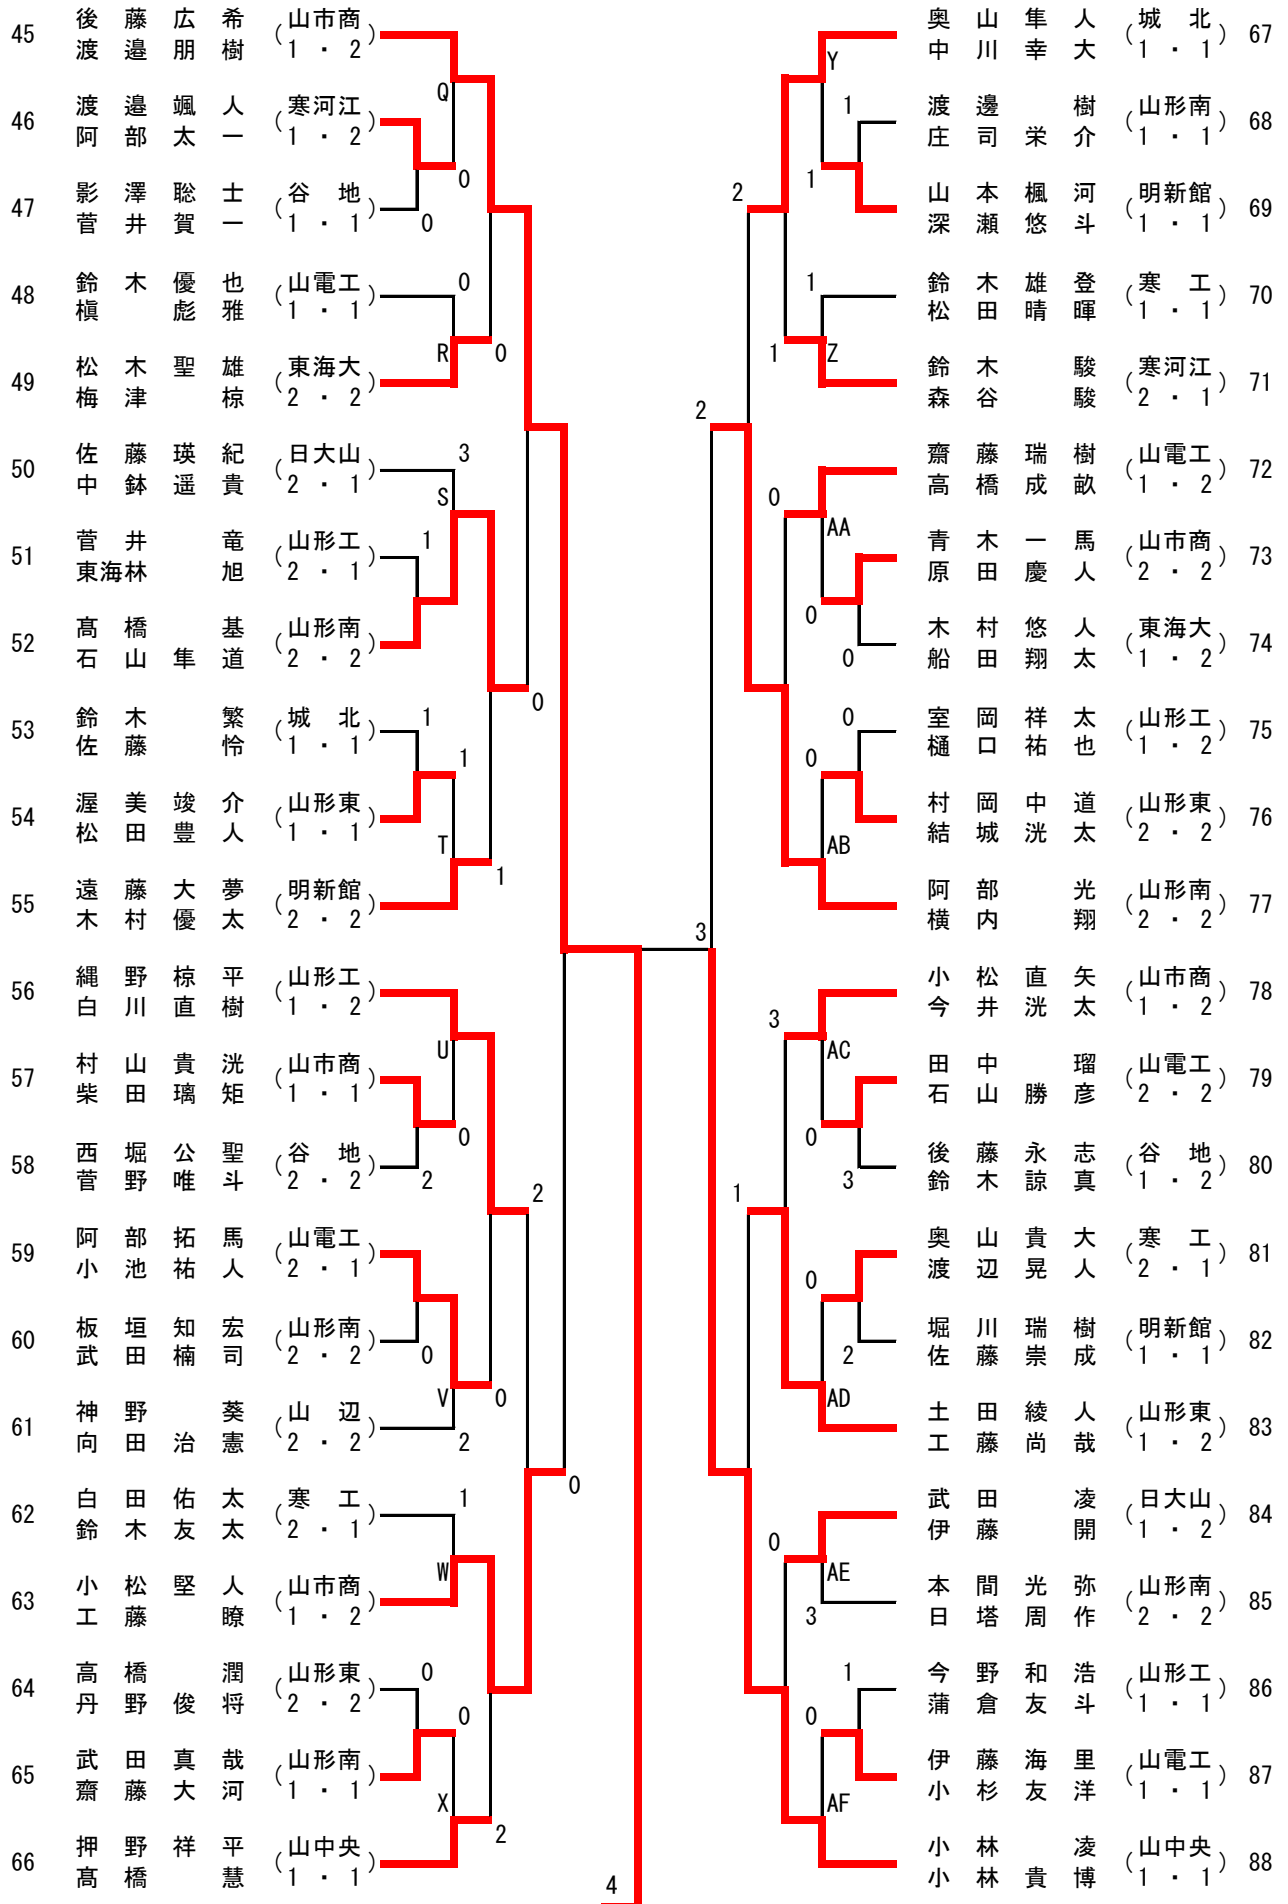 45 後藤広希 渡邉朋樹 (山市商 1・2)
Q
46 渡邉颯人 阿部太一 (寒河江 1・2)
0
47 影澤聡士 菅井賀一 (谷地 1・1)
0
48 鈴木優也 槇彪雅 (山電工 1・1)
0
R
0
49 松木聖雄 梅津椋 (東海大 2・2)
50 佐藤瑛紀 中鉢遥貴 (日大山 2・1)
3
S
51 菅井竜 東海林旭 (山形工 2・1)
1
52 髙橋基 石山隼道 (山形南 2・2)
0
53 鈴木繁 佐藤怜 (城北 1・1)
1
1
54 渥美竣介 松田豊人 (山形東 1・1)
T
1
55 遠藤大夢 木村優太 (明新館 2・2)
56 縄野椋平 白川直樹 (山形工 1・2)
U
57 村山貴洸 柴田璃矩 (山市商 1・1)
0
58 西堀公聖 菅野唯斗 (谷地 2・2)
2
2
59 阿部拓馬 小池祐人 (山電工 2・1)
60 板垣知宏 武田楠司 (山形南 2・2)
0
V
0
61 神野葵 向田治憲 (山辺 2・2)
2
0
62 白田佑太 鈴木友太 (寒工 2・1)
1
W
63 小松堅人 工藤瞭 (山市商 1・2)
64 高橋潤 丹野俊将 (山形東 2・2)
0
0
65 武田真哉 齋藤大河 (山形南 1・1)
X
2
66 押野祥平 髙橋慧 (山中央 1・1)
4
3
奥山隼人 中川幸大 (城北 1・1) 67
Y
1
渡邊樹 庄司栄介 (山形南 1・1) 68
1
2
山本楓河 深瀬悠斗 (明新館 1・1) 69
1
鈴木雄登 松田晴暉 (寒工 1・1) 70
1
Z
鈴木駿 森谷駿 (寒河江 2・1) 71
2
齋藤瑞樹 高橋成畝 (山電工 1・2) 72
0
AA
青木一馬 原田慶人 (山市商 2・2) 73
0
木村悠人 船田翔太 (東海大 1・2) 74
0
0
室岡祥太 樋口祐也 (山形工 1・2) 75
0
村岡中道 結城洸太 (山形東 2・2) 76
AB
阿部光 横内翔 (山形南 2・2) 77
小松直矢 今井洸太 (山市商 1・2) 78
3
AC
田中瑠 石山勝彦 (山電工 2・2) 79
0
後藤永志 鈴木諒真 (谷地 1・2) 80
3
1
奥山貴大 渡辺晃人 (寒工 2・1) 81
0
堀川瑞樹 佐藤崇成 (明新館 1・1) 82
2
AD
土田綾人 工藤尚哉 (山形東 1・2) 83
武田凌 伊藤開 (日大山 1・2) 84
0
AE
本間光弥 日塔周作 (山形南 2・2) 85
3
1
今野和浩 蒲倉友斗 (山形工 1・1) 86
0
伊藤海里 小杉友洋 (山電工 1・1) 87
AF
小林凌 小林貴博 (山中央 1・1) 88